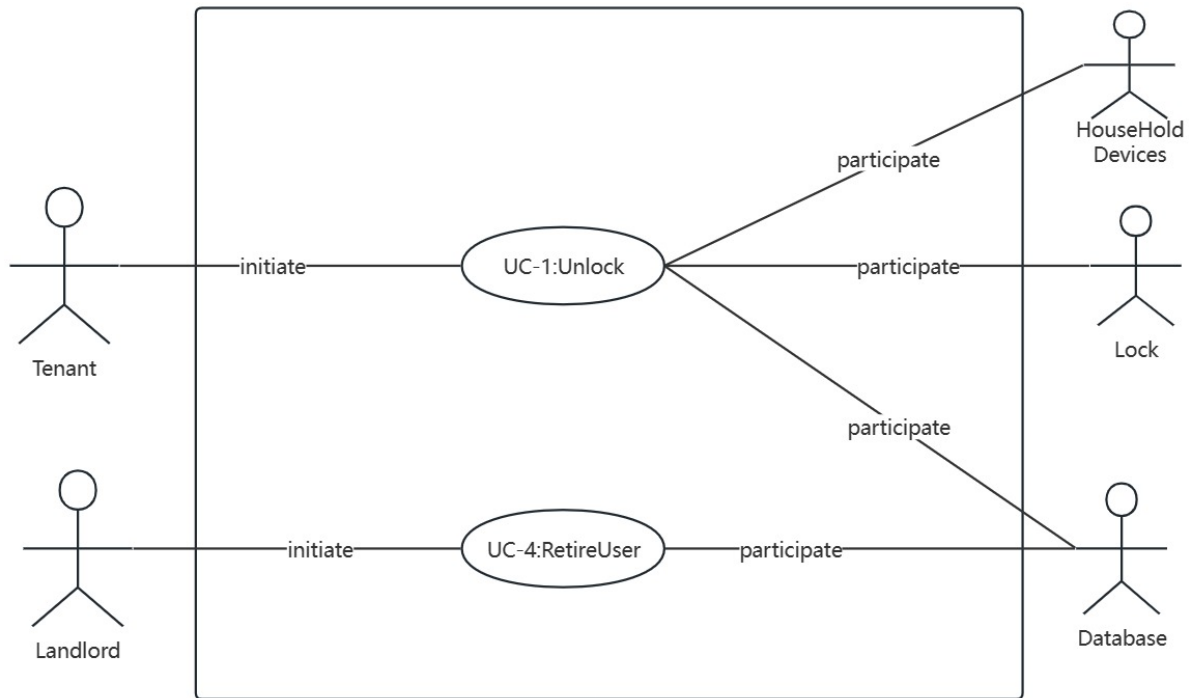 HouseHold
Devices
participate
initiate
UC-1:Unlock
participate
Lock
Tenant
participate
initiate
UC-4:RetireUser
participate
Landlord
Database